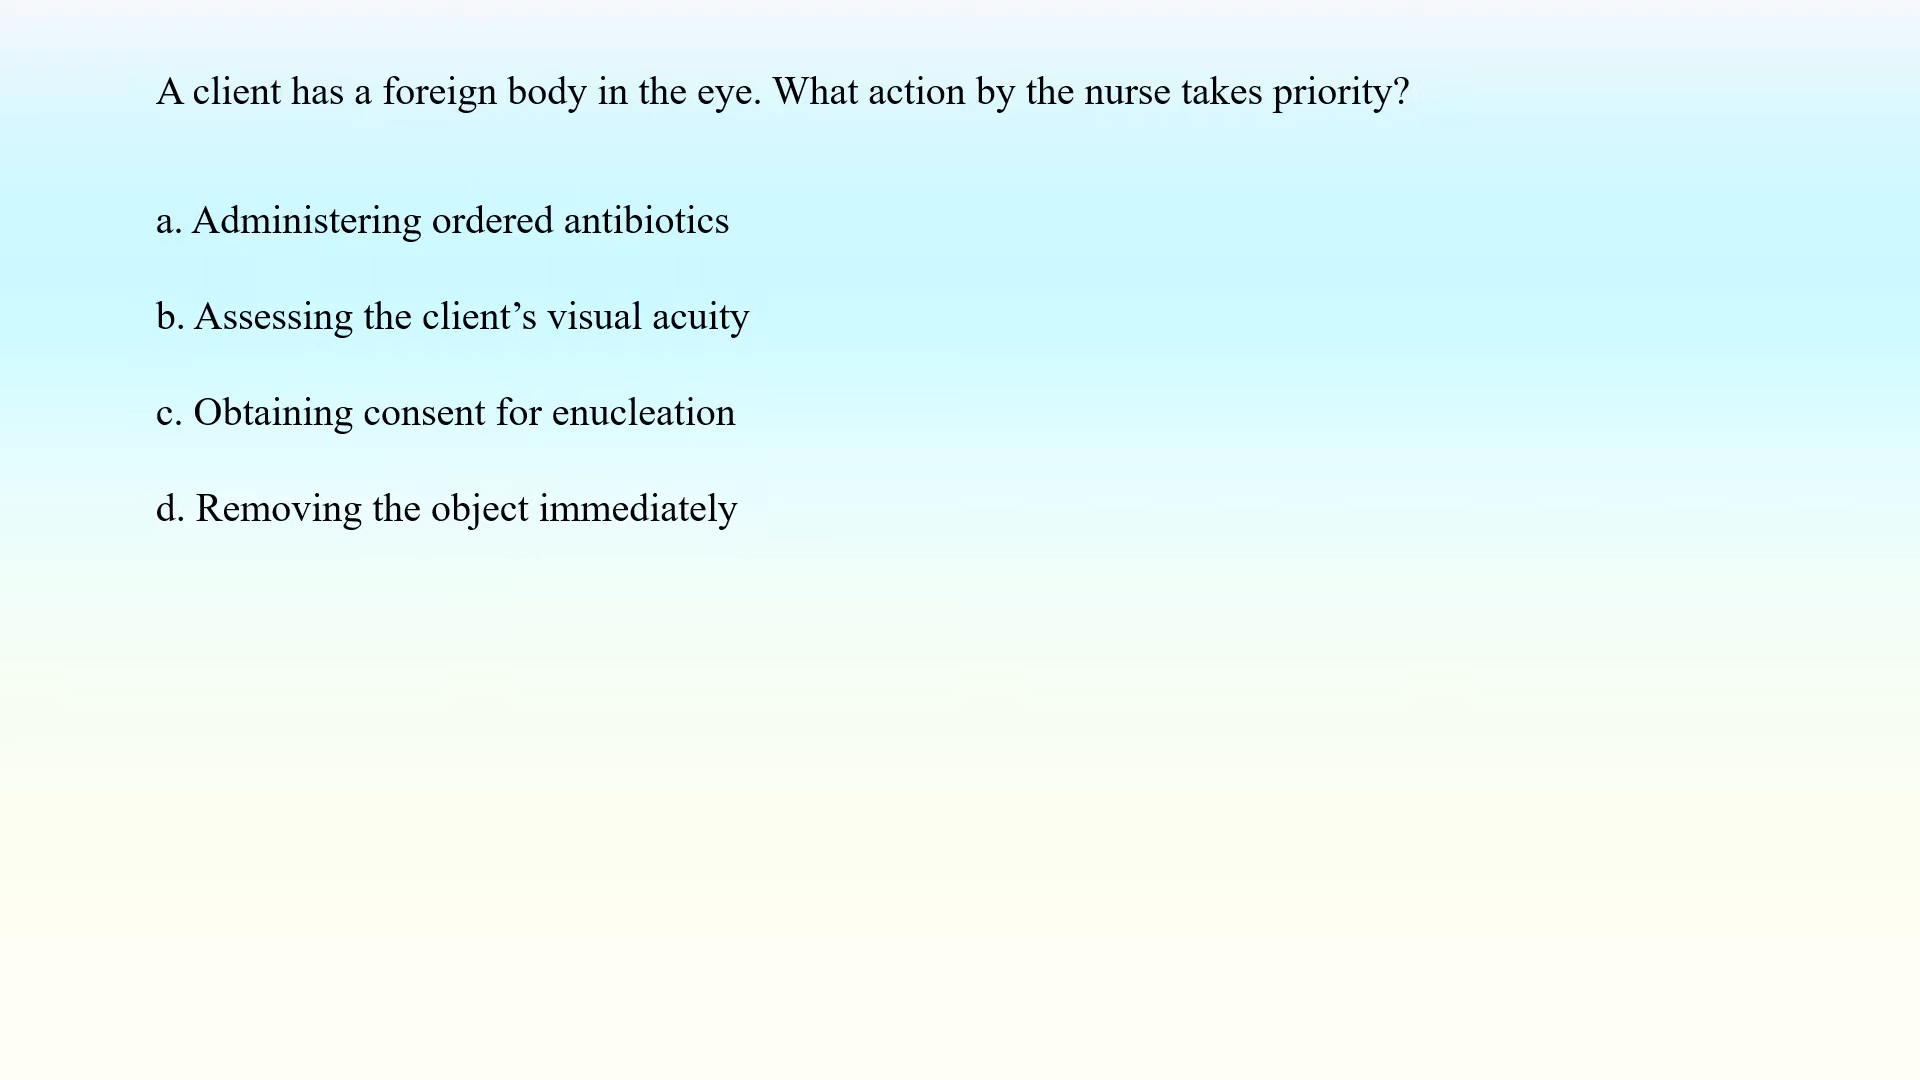 A client has a foreign body in the eye. What action by the nurse takes priority?
a. Administering ordered antibiotics
b. Assessing the client’s visual acuity
c. Obtaining consent for enucleation
d. Removing the object immediately